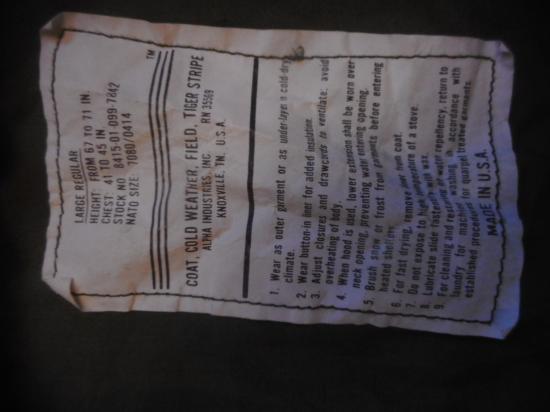 LARGE REGULAR
HEIGHT: FROM 67 TO 71 IN.
CHEST: 41 TO 45 IN
STOCK NO 8415-01-099-7842
NATO SIZE: 7080/0414
TM
COAT, COLD WEATHER, FIELD, TIGER STRIPE
ALPHA INDUSTRIES, INC
RN 35569
KNOXVILLE, TN. U.S.A.
1. Wear as outer garment or as under-layer in cold-dry
climate.
2. Wear button-in liner for added insulation.
3. Adjust closures and drawcords to ventilate; avoid
overheating of body.
4. When hood is used, lower extension shall be worn over
neck opening, preventing water entering opening.
5. Brush snow or frost from garments before entering
heated
6. For fast drying, remove liner from coat.
7. Do not expose to high temperature of a stove.
8. Lubricate slide fasteners with wax.
9. For cleaning and replenishment of water repellency, return to
laundry for machine washing in accordance with
established procedures for quarpel treated garments.
MADE IN U.S.A.